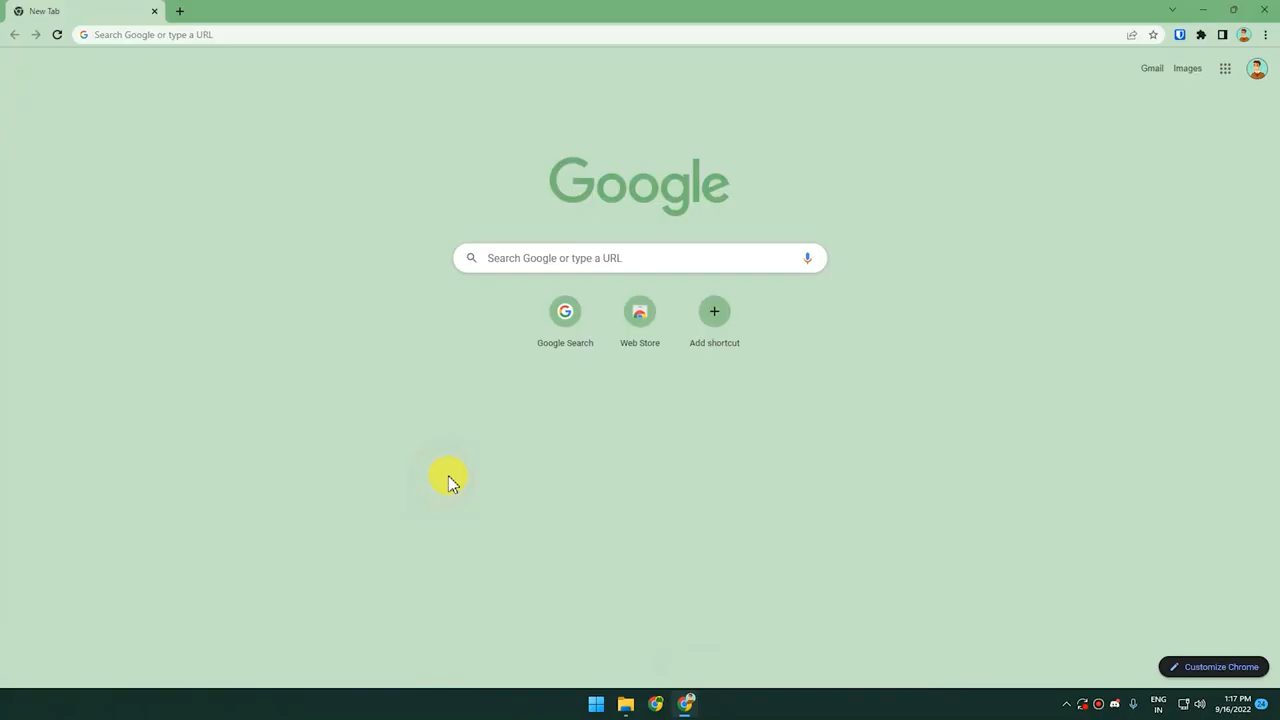 New Tab
Search Google or type a URL
Gmail Images
Google
Search Google or type a URL
Google Search Web Store Add shortcut
Customize Chrome
ENG
IN
1:17 PM
9/16/2022
24